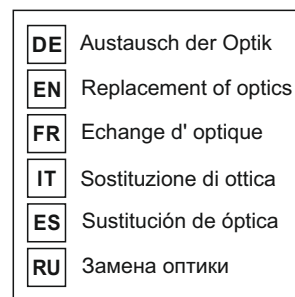 DE Austausch der Optik
EN Replacement of optics
FR Echange d' optique
IT Sostituzione di ottica
ES Sustitución de óptica
RU Замена оптики